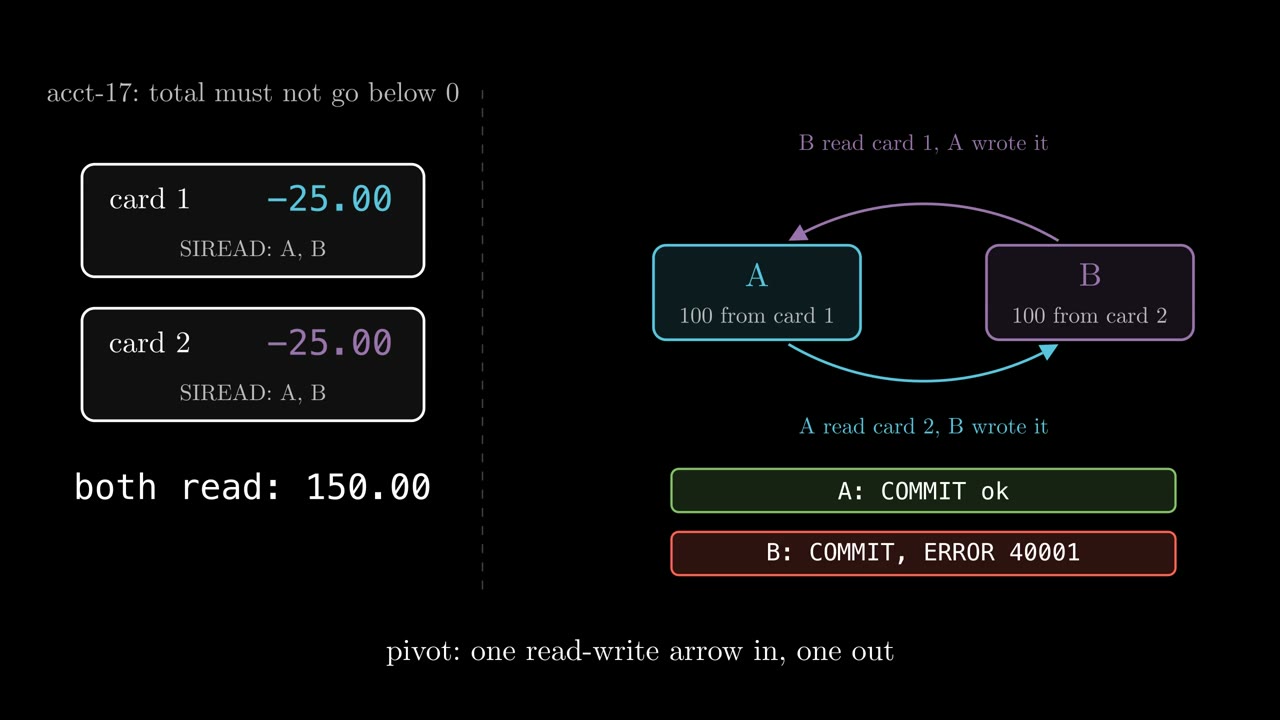 acct-17: total must not go below 0
card 1 -25.00
SIREAD: A, B
card 2 -25.00
SIREAD: A, B
both read: 150.00
B read card 1, A wrote it
A
100 from card 1
B
100 from card 2
A read card 2, B wrote it
A: COMMIT ok
B: COMMIT, ERROR 40001
pivot: one read-write arrow in, one out